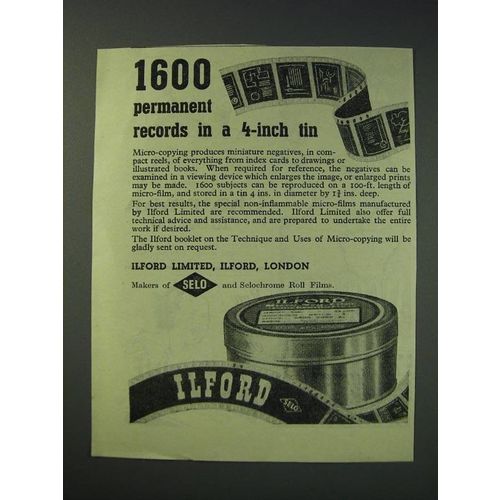 1600
permanent
records in a 4-inch tin
Micro-copying produces miniature negatives, in com-
pact reels, of everything from index cards to drawings or
illustrated books. When required for reference, the negatives can be
examined in a viewing device which enlarges the image, or enlarged prints
may be made. 1600 subjects can be reproduced on a 100-ft. length of
micro-film, and stored in a tin 4 ins. in diameter by ins. deep.
For best results, the special non-inflammable micro-films manufactured
by Ilford Limited are recommended. Ilford Limited also offer full
technical advice and assistance, and are prepared to undertake the entire
work if desired.
The Ilford booklet on the Technique and Uses of Micro-copying will be
gladly sent on request.
ILFORD LIMITED, ILFORD, LONDON
Makers of SELO and Selochrome Roll Films.
ILFORD
ILFORD
SELO